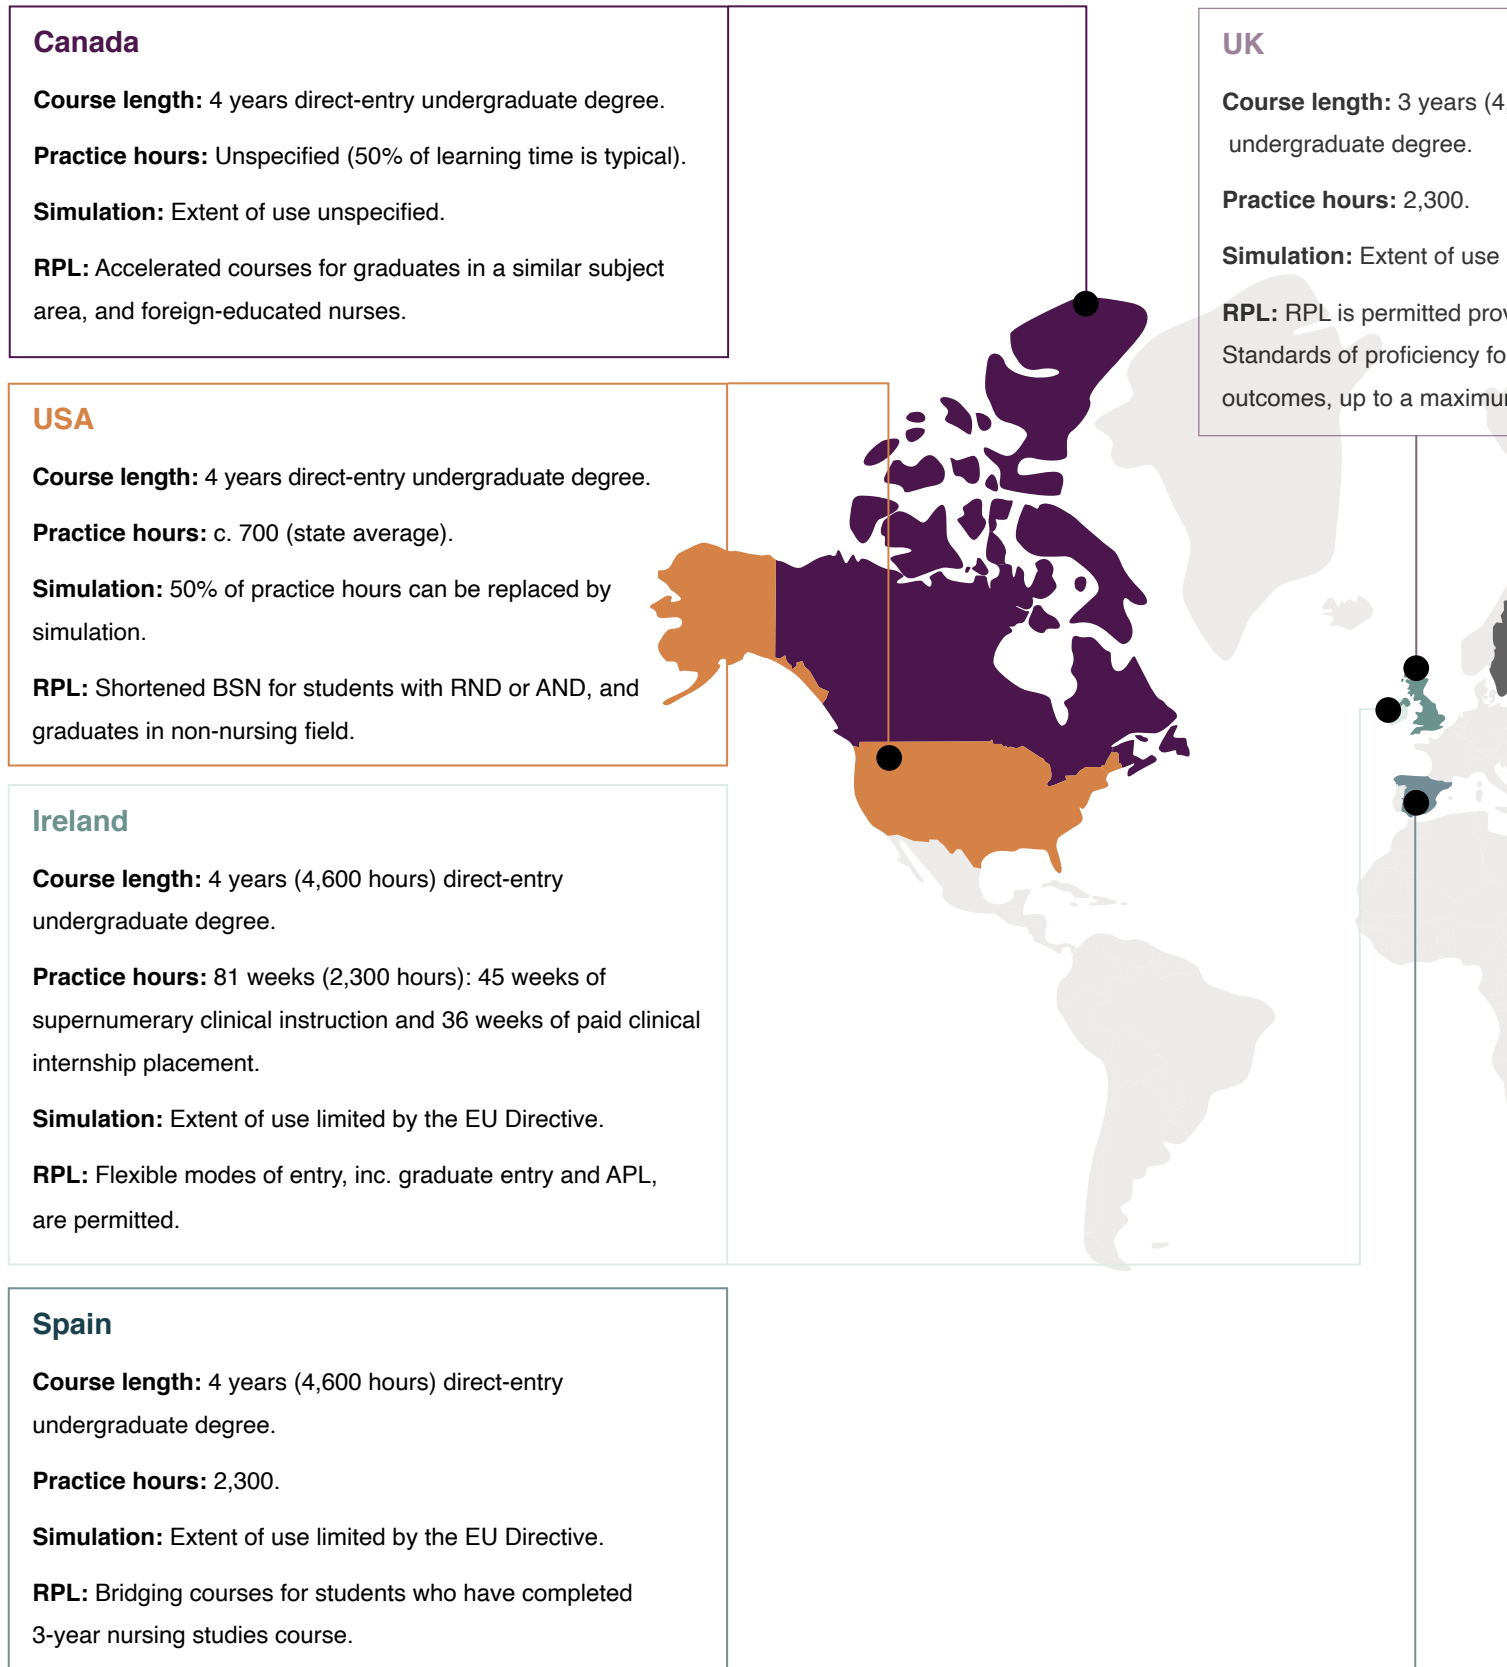 Canada
Course length: 4 years direct-entry undergraduate degree.
Practice hours: Unspecified (50% of learning time is typical).
Simulation: Extent of use unspecified.
RPL: Accelerated courses for graduates in a similar subject
area, and foreign-educated nurses.
USA
Course length: 4 years direct-entry undergraduate degree.
Practice hours: c. 700 (state average).
Simulation: 50% of practice hours can be replaced by
simulation.
RPL: Shortened BSN for students with RND or AND, and
graduates in non-nursing field.
Ireland
Course length: 4 years (4,600 hours) direct-entry
undergraduate degree.
Practice hours: 81 weeks (2,300 hours): 45 weeks of
supernumerary clinical instruction and 36 weeks of paid clinical
internship placement.
Simulation: Extent of use limited by the EU Directive.
RPL: Flexible modes of entry, inc. graduate entry and APL,
are permitted.
Spain
Course length: 4 years (4,600 hours) direct-entry
undergraduate degree.
Practice hours: 2,300.
Simulation: Extent of use limited by the EU Directive.
RPL: Bridging courses for students who have completed
3-year nursing studies course.
UK
Course length: 3 years (4,
undergraduate degree.
Practice hours: 2,300.
Simulation: Extent of use
RPL: RPL is permitted
Standards of proficiency
outcomes, up to a